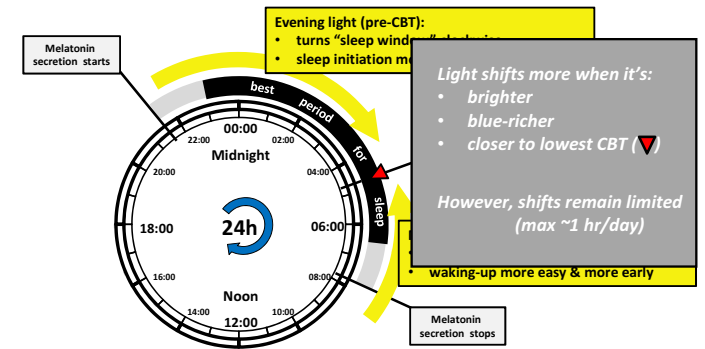 Evening light (pre-CBT):
• turns “sleep window”
• sleep initiation
Melatonin
secretion starts
Light shifts more when it's:
• brighter
• blue-richer
• closer to lowest CBT ( )
However, shifts remain limited
(max ~1 hr/day)
best period for sleep
00:00
Midnight
02:00
04:00
06:00
08:00
10:00
12:00
Noon
14:00
16:00
18:00
20:00
22:00
24h
• waking-up more easy & more early
Melatonin
secretion stops